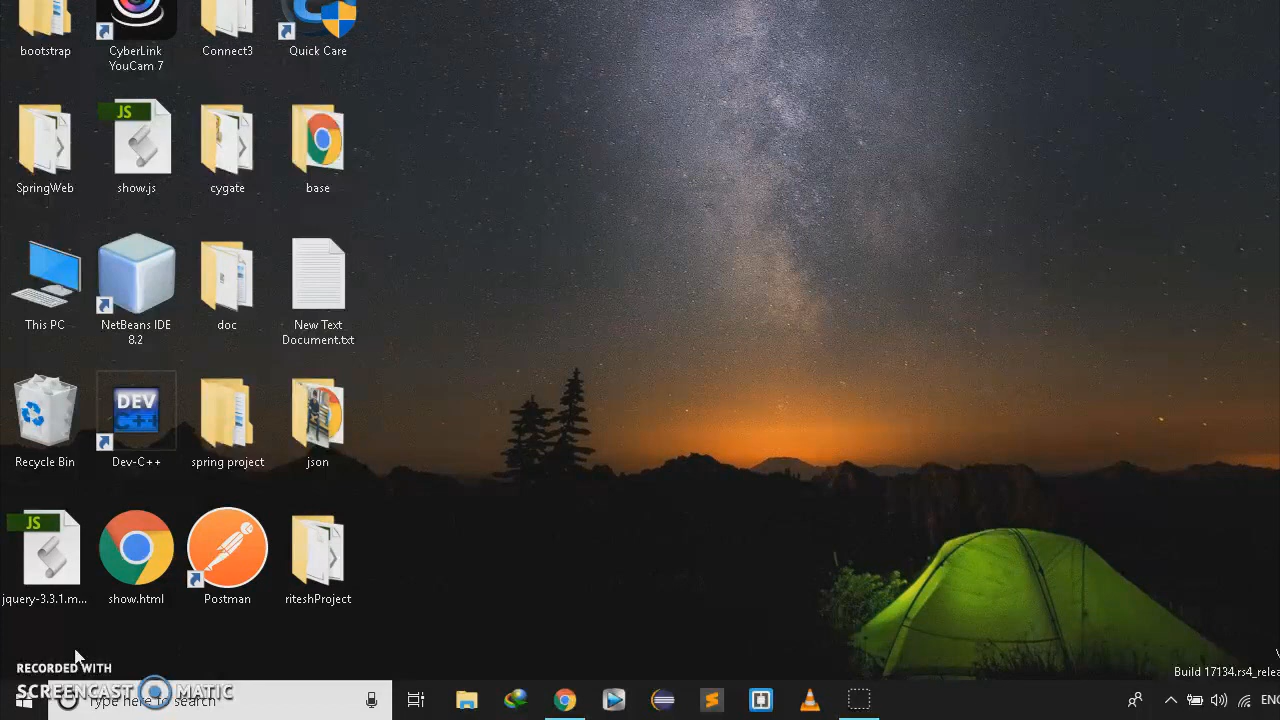 bootstrap
CyberLink
YouCam 7
Connect3
Quick Care
JS
SpringWeb
show.js
cygate
base
This PC
NetBeans IDE
8.2
doc
New Text
Document.txt
DEV
C++
Recycle Bin
Dev-C++
spring project
json
JS
jquery-3.3.1.m...
show.html
Postman
riteshProject
RECORDED WITH
SCREENCAST MATIC
Type here to search
Build 17134.rs4_relea
ENG